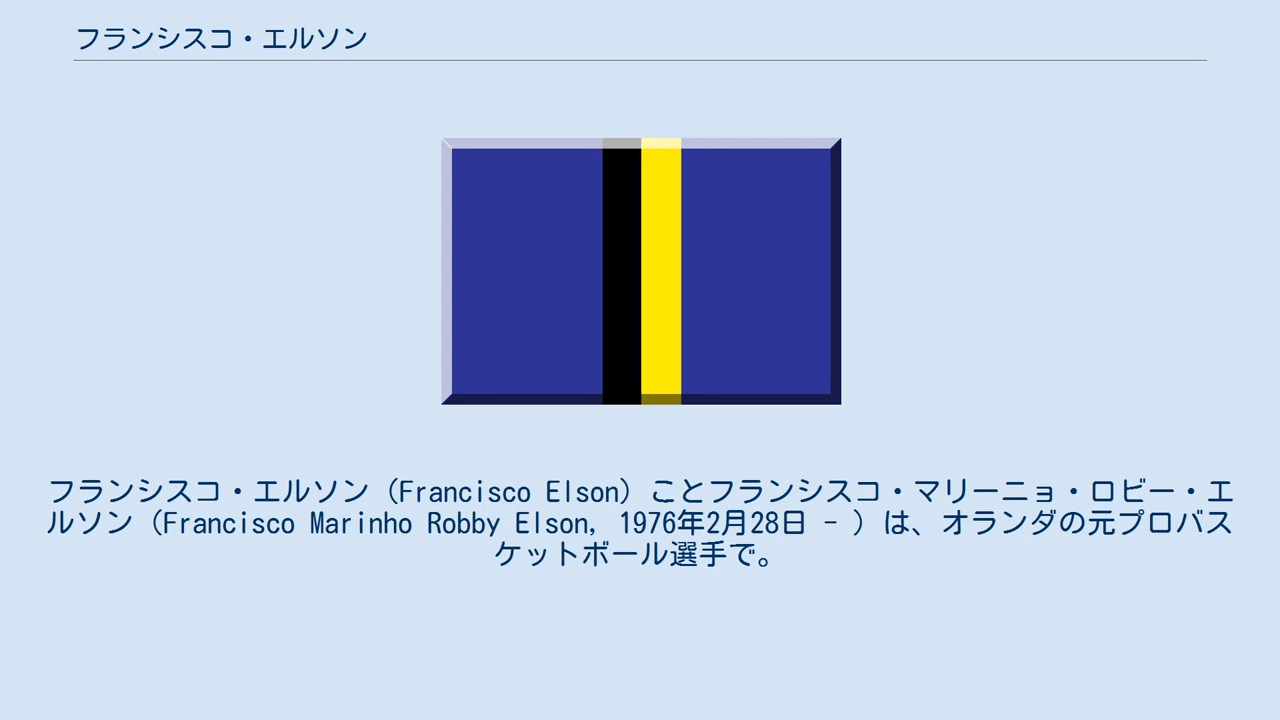 フランシスコ・エルソン
フランシスコ・エルソン（Francisco Elson）ことフランシスコ・マリーニョ・ロビー・エ
ルソン（Francisco Marinho Robby Elson, 1976年2月28日 - ）は、オランダの元プロバス
ケットボール選手で。